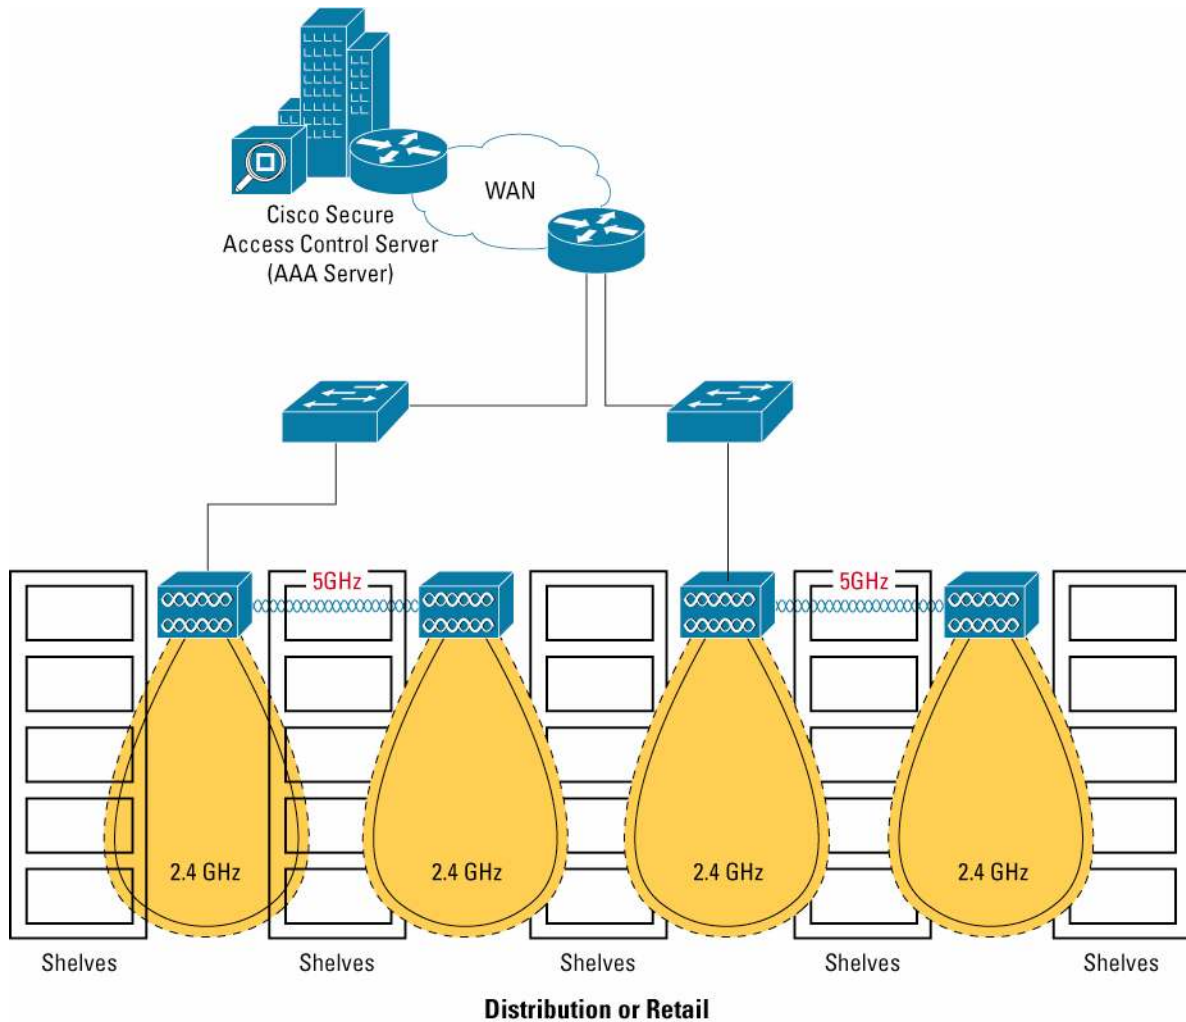 WAN
Cisco Secure
Access Control Server
(AAA Server)
5GHz
5GHz
2.4 GHz
2.4 GHz
2.4 GHz
2.4 GHz
Shelves
Shelves
Shelves
Shelves
Shelves
Distribution or Retail